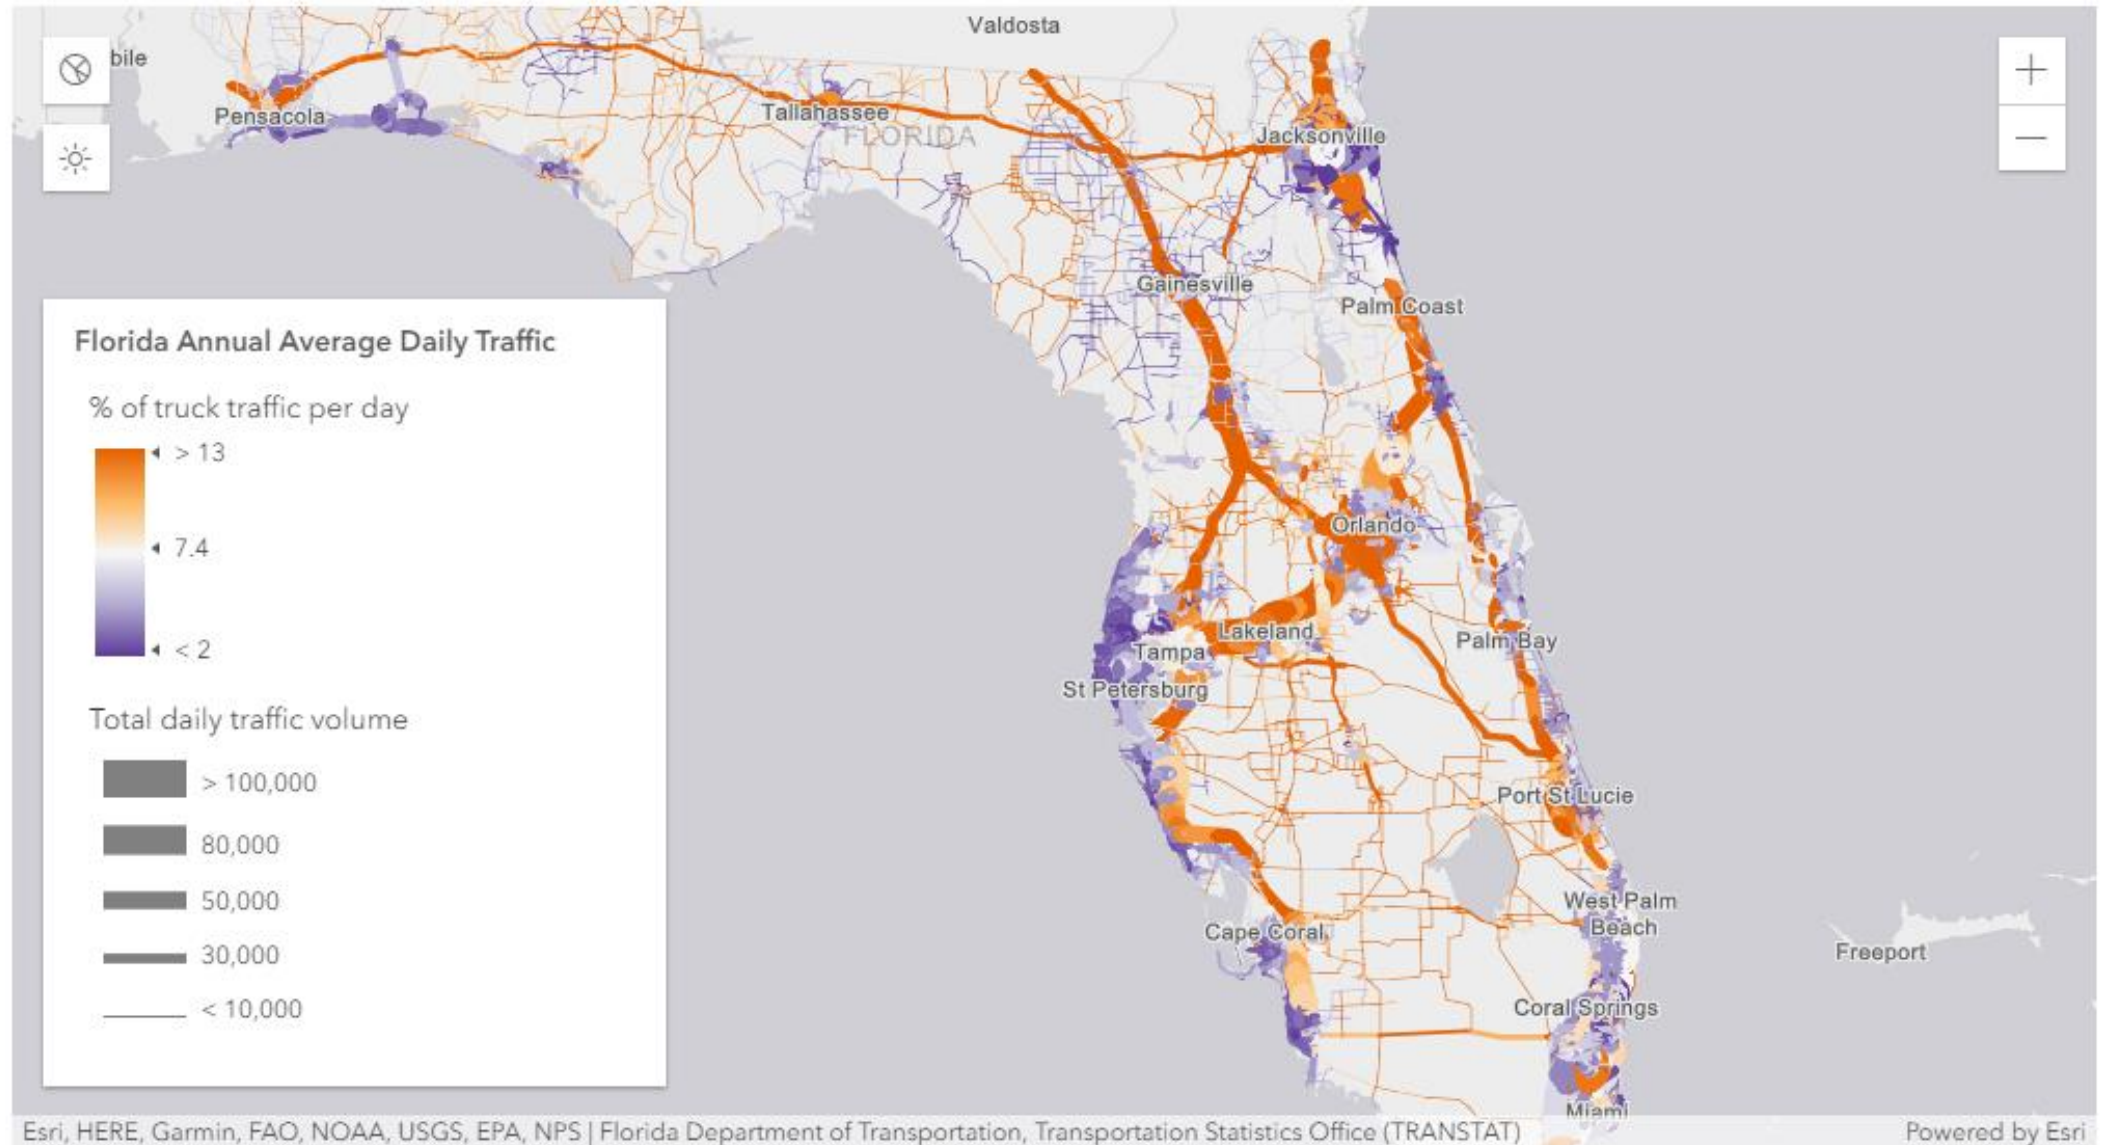 Valdosta
bile
Pensacola
Tallahassee
FLORIDA
Jacksonville
Gainesville
Palm Coast
Florida Annual Average Daily Traffic
% of truck traffic per day
> 13
7.4
< 2
Total daily traffic volume
> 100,000
80,000
50,000
30,000
< 10,000
Orlando
Lakeland
Tampa
Palm Bay
St Petersburg
Port St Lucie
West Palm
Beach
Cape Coral
Freeport
Coral Springs
Miami
Esri, HERE, Garmin, FAO, NOAA, USGS, EPA, NPS | Florida Department of Transportation, Transportation Statistics Office (TRANSTAT)
Powered by Esri